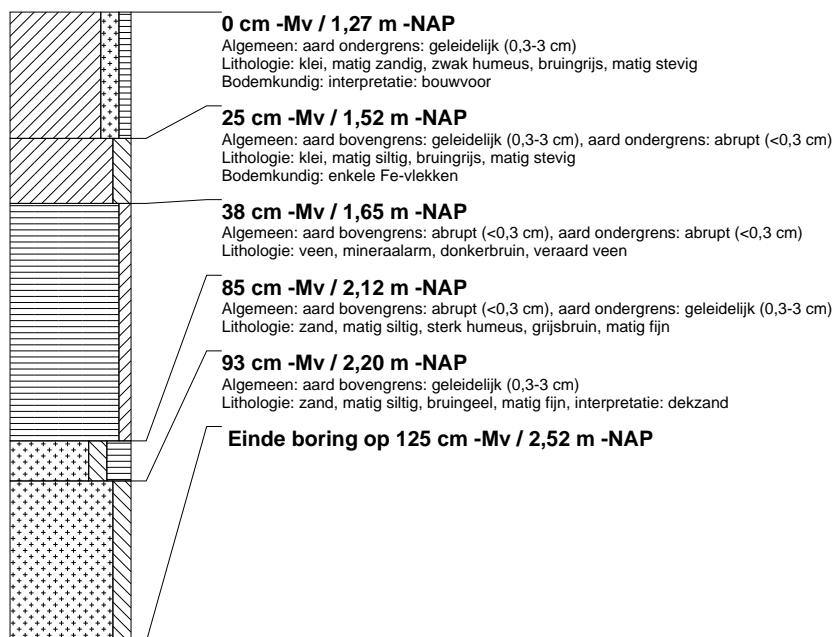 0 cm -Mv / 1,27 m -NAP
Algemeen: aard ondergrens: geleidelijk (0,3-3 cm)
Lithologie: klei, matig zandig, zwak humeus, bruingrijs, matig stevig
Bodemkundig: interpretatie: bouwvoor
25 cm -Mv / 1,52 m -NAP
Algemeen: aard bovengrens: geleidelijk (0,3-3 cm), aard ondergrens: abrupt (<0,3 cm)
Lithologie: klei, matig siltig, bruingrijs, matig stevig
Bodemkundig: enkele Fe-vlekken
38 cm -Mv / 1,65 m -NAP
Algemeen: aard bovengrens: abrupt (<0,3 cm), aard ondergrens: abrupt (<0,3 cm)
Lithologie: veen, mineraalarm, donkerbruin, veraard veen
85 cm -Mv / 2,12 m -NAP
Algemeen: aard bovengrens: abrupt (<0,3 cm), aard ondergrens: geleidelijk (0,3-3 cm)
Lithologie: zand, matig siltig, sterk humeus, grijsbruin, matig fijn
93 cm -Mv / 2,20 m -NAP
Algemeen: aard bovengrens: geleidelijk (0,3-3 cm)
Lithologie: zand, matig siltig, bruingeel, matig fijn, interpretatie: dekzand
Einde boring op 125 cm -Mv / 2,52 m -NAP